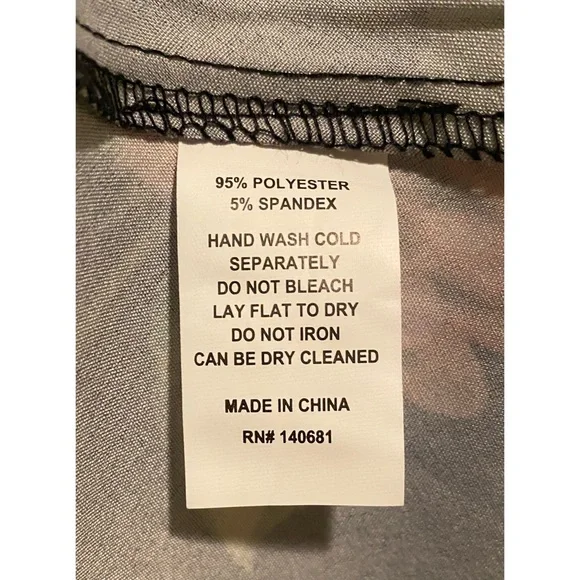 95% POLYESTER
5% SPANDEX
HAND WASH COLD
SEPARATELY
DO NOT BLEACH
LAY FLAT TO DRY
DO NOT IRON
CAN BE DRY CLEANED
MADE IN CHINA
RN# 140681